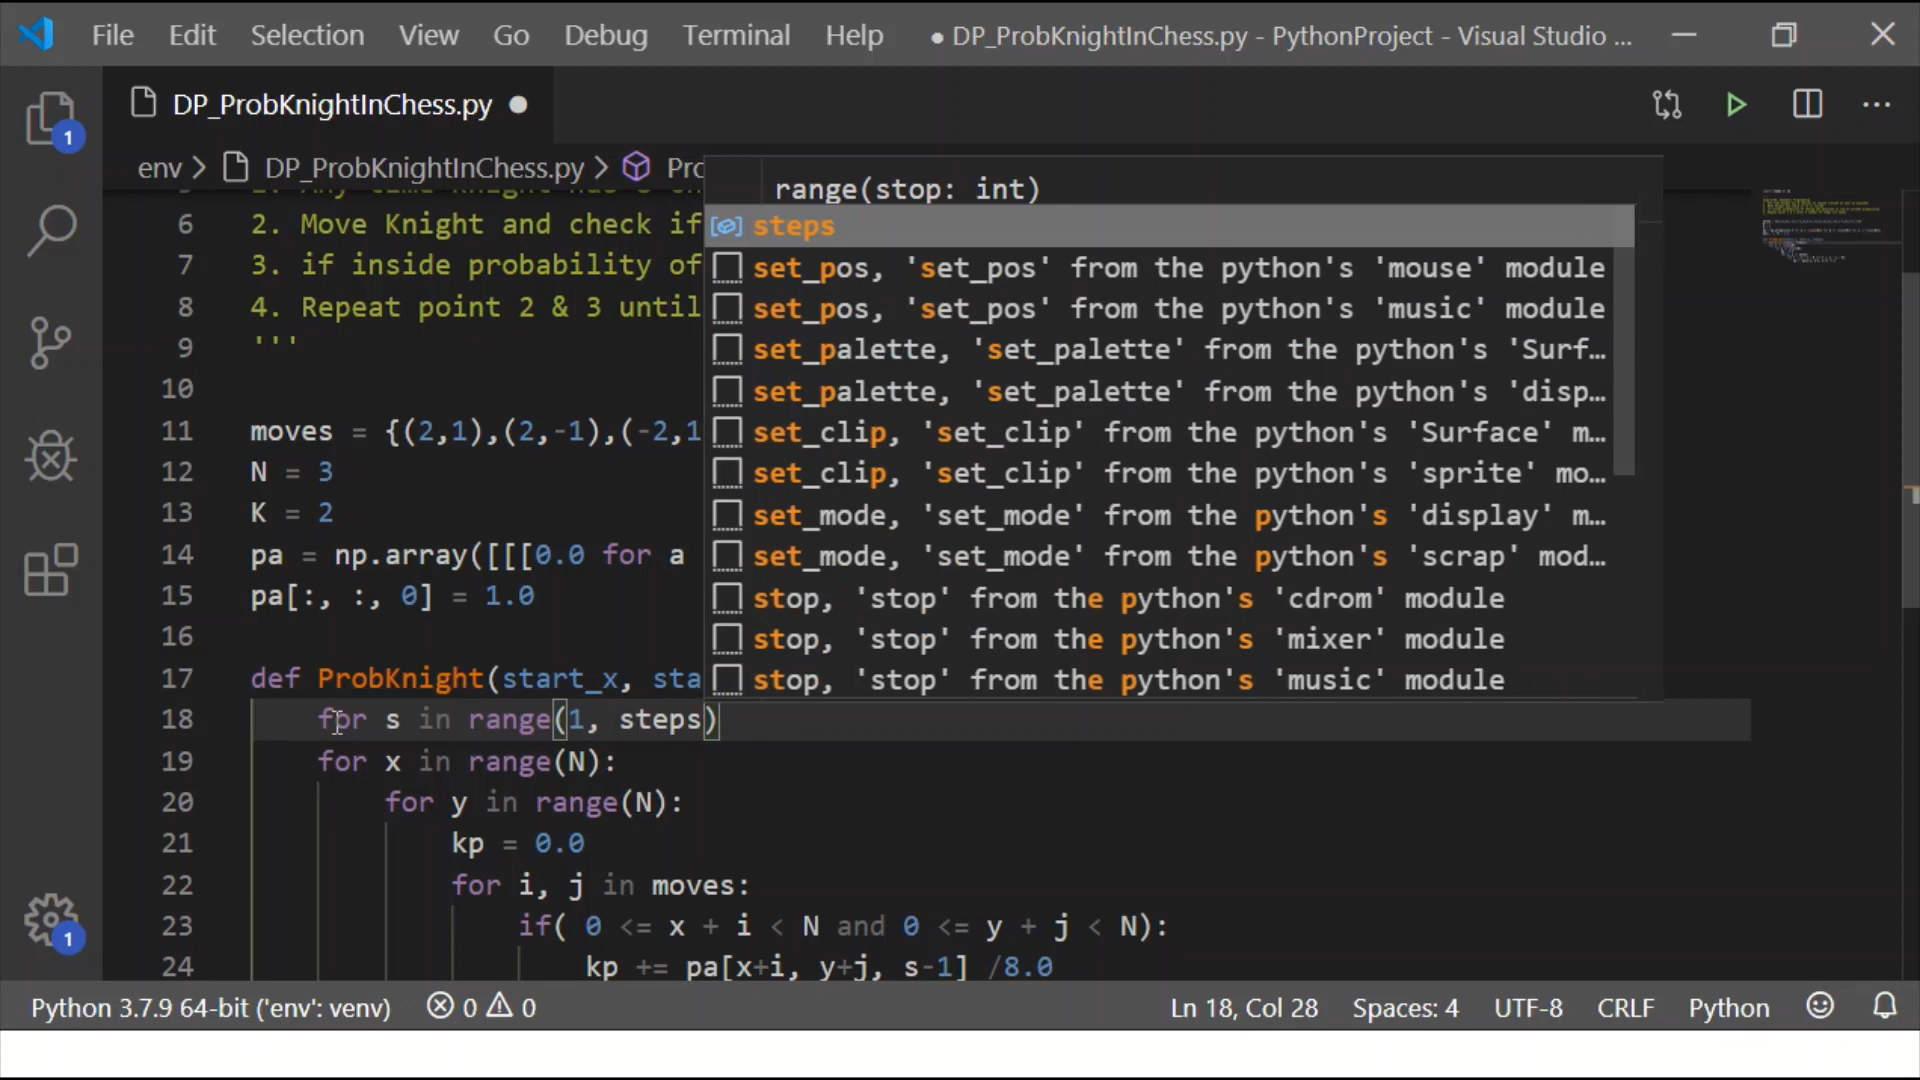 File Edit Selection View Go Debug Terminal Help ● DP_ProbKnightInChess.py - PythonProject - Visual Studio ...
DP_ProbKnightInChess.py ●
1
env > DP_ProbKnightInChess.py > Prc
range(stop: int)
6 2. Move Knight and check if
7 3. if inside probability of
8 4. Repeat point 2 & 3 until
9 '''
10
11 moves = {(2,1),(2,-1),(-2,1
12 N = 3
13 K = 2
14 pa = np.array([[[0.0 for a
15 pa[:, :, 0] = 1.0
16
17 def ProbKnight(start_x, sta
steps
set_pos, 'set_pos' from the python's 'mouse' module
set_pos, 'set_pos' from the python's 'music' module
set_palette, 'set_palette' from the python's 'Surf…
set_palette, 'set_palette' from the python's 'disp…
set_clip, 'set_clip' from the python's 'Surface' m…
set_clip, 'set_clip' from the python's 'sprite' mo…
set_mode, 'set_mode' from the python's 'display' m…
set_mode, 'set_mode' from the python's 'scrap' mod…
stop, 'stop' from the python's 'cdrom' module
stop, 'stop' from the python's 'mixer' module
stop, 'stop' from the python's 'music' module
18 for s in range(1, steps)
19 for x in range(N):
20 for y in range(N):
21 kp = 0.0
22 for i, j in moves:
23 if( 0 <= x + i < N and 0 <= y + j < N):
24 kp += pa[x+i, y+j, s-1] /8.0
1
Python 3.7.9 64-bit ('env': venv) 0 0 Ln 18, Col 28 Spaces: 4 UTF-8 CRLF Python